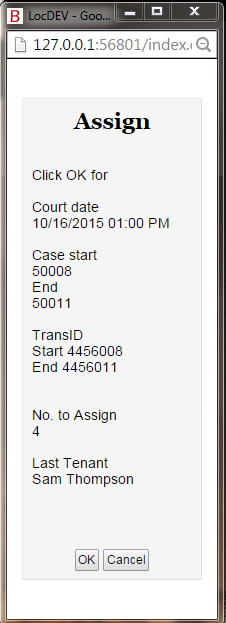 B LocDEV - Goo...
127.0.0.1:56801/index.
Assign
Click OK for
Court date
10/16/2015 01:00 PM
Case start
50008
End
50011
TransID
Start 4456008
End 4456011
No. to Assign
4
Last Tenant
Sam Thompson
OK Cancel